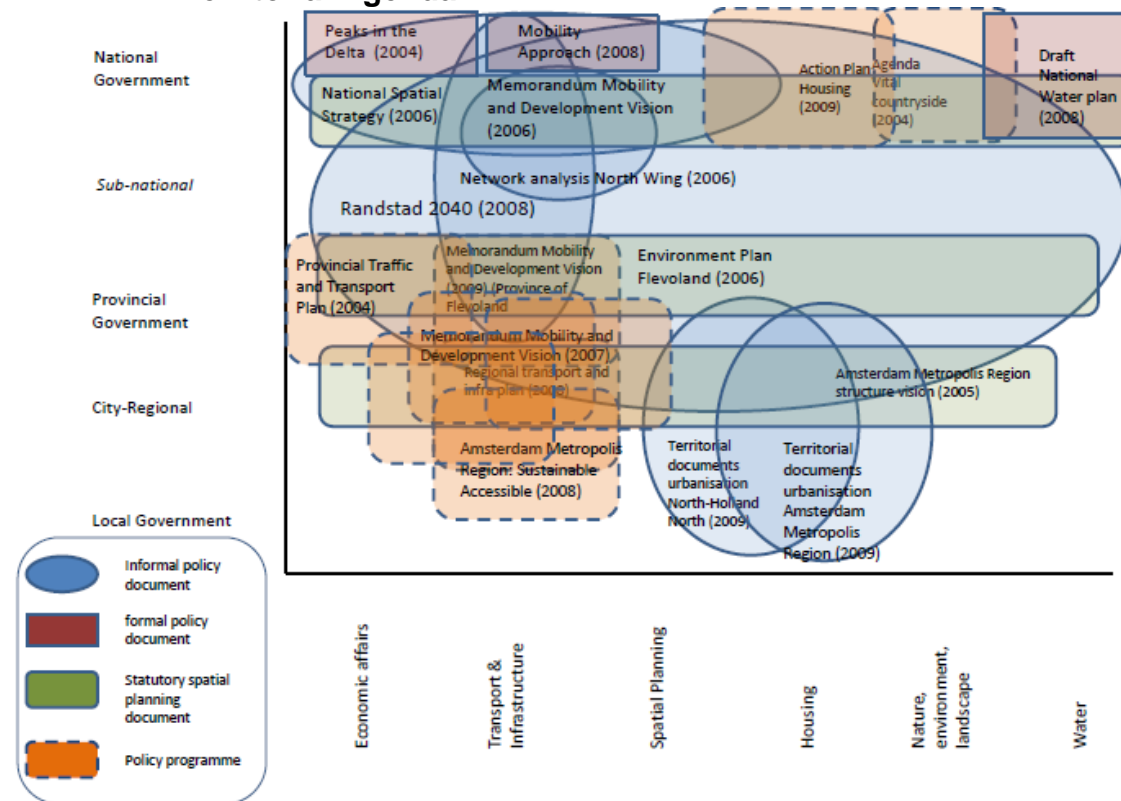 National
Government
Peaks in the
Delta (2004)
Mobility
Approach (2008)
Action Plan
Housing
(2009)
Agenda
Vital
countryside
(2004)
Draft
National
Water plan
(2008)
National Spatial
Strategy (2006)
Memorandum Mobility
and Development Vision
(2006)
Sub-national
Network analysis North Wing (2006)
Randstad 2040 (2008)
Provincial
Government
Provincial Traffic
and Transport
Plan (2004)
Memorandum Mobility
and Development Vision
(2009) (Province of
Flevoland
Environment Plan
Flevoland (2006)
Memorandum Mobility and
Development Vision (2007)
Regional transport and
infra plan
City-Regional
Amsterdam Metropolis Region
structure vision (2005)
Amsterdam Metropolis
Region: Sustainable
Accessible (2008)
Territorial
documents
urbanisation
North-Holland
North (2009)
Territorial
documents
urbanisation
Amsterdam
Metropolis
Region (2009)
Local Government
Informal policy
document
formal policy
document
Statutory spatial
planning
document
Policy programme
Economic affairs
Transport &
Infrastructure
Spatial Planning
Housing
Nature,
environment,
landscape
Water